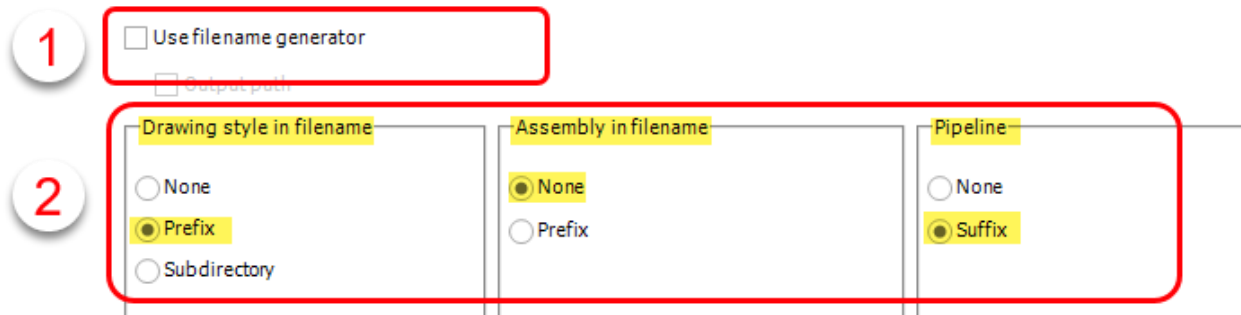 1
Use filename generator
Output path
2
Drawing style in filename
Assembly in filename
Pipeline
None
None
None
Prefix
Prefix
Suffix
Subdirectory